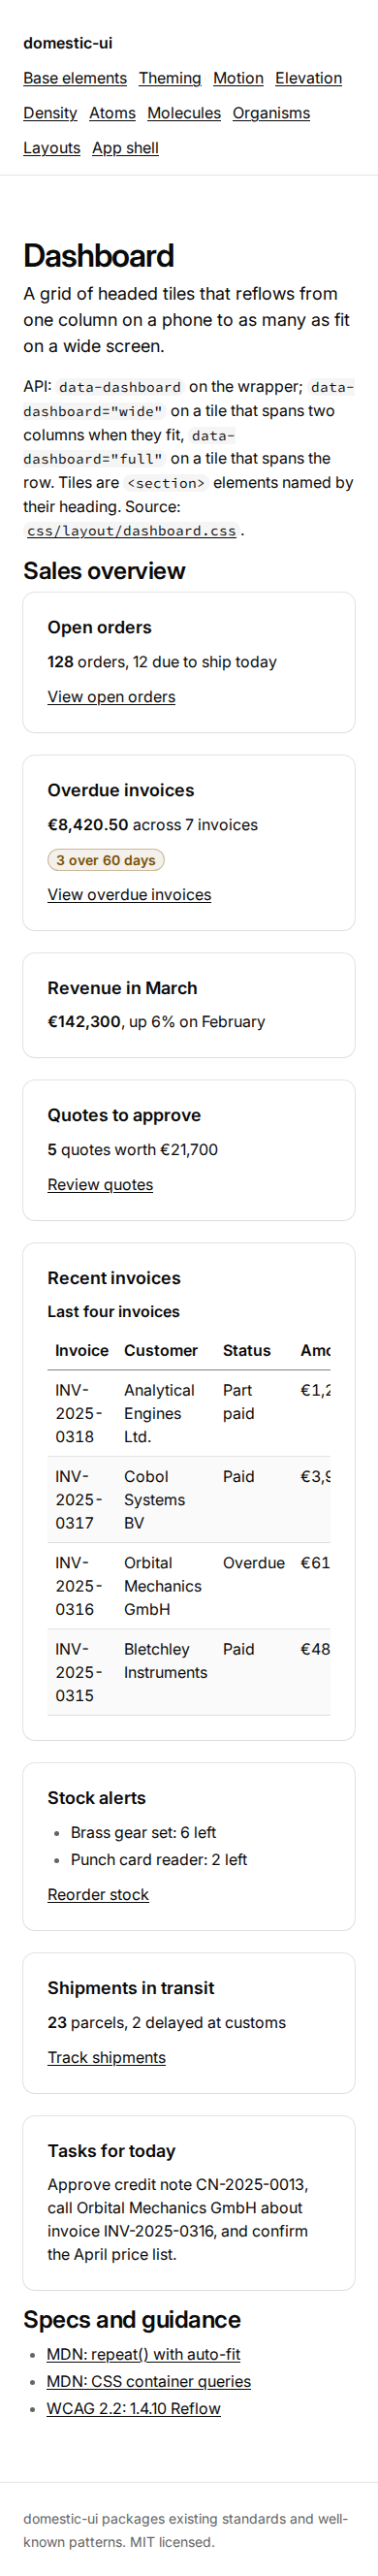 domestic-ui
Base elements Theming Motion Elevation
Density Atoms Molecules Organisms
Layouts App shell
Dashboard
A grid of headed tiles that reflows from
one column on a phone to as many as fit
on a wide screen.
API: data-dashboard on the wrapper; data-
dashboard="wide" on a tile that spans two
columns when they fit, data-
dashboard="full" on a tile that spans the
row. Tiles are <section> elements named by
their heading. Source:
css/layout/dashboard.css.
Sales overview
Open orders
128 orders, 12 due to ship today
View open orders
Overdue invoices
€8,420.50 across 7 invoices
3 over 60 days
View overdue invoices
Revenue in March
€142,300, up 6% on February
Quotes to approve
5 quotes worth €21,700
Review quotes
Recent invoices
Last four invoices
Invoice Customer Status Amo
INV- Analytical Part €1,2
2025- Engines paid
0318 Ltd.
INV- Cobol Paid €3,9
2025- Systems
0317 BV
INV- Orbital Overdue €61
2025- Mechanics
0316 GmbH
INV- Bletchley Paid €48
2025- Instruments
0315
Stock alerts
Brass gear set: 6 left
Punch card reader: 2 left
Reorder stock
Shipments in transit
23 parcels, 2 delayed at customs
Track shipments
Tasks for today
Approve credit note CN-2025-0013,
call Orbital Mechanics GmbH about
invoice INV-2025-0316, and confirm
the April price list.
Specs and guidance
MDN: repeat() with auto-fit
MDN: CSS container queries
WCAG 2.2: 1.4.10 Reflow
domestic-ui packages existing standards and well-
known patterns. MIT licensed.